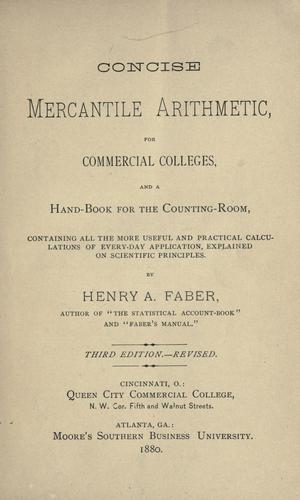 CONCISE
MERCANTILE ARITHMETIC,
FOR
COMMERCIAL COLLEGES,
AND A
HAND-BOOK FOR THE COUNTING-ROOM,
CONTAINING ALL THE MORE USEFUL AND PRACTICAL CALCU-
LATIONS OF EVERY-DAY APPLICATION, EXPLAINED
ON SCIENTIFIC PRINCIPLES.
BY
HENRY A. FABER,
AUTHOR OF "THE STATISTICAL ACCOUNT-BOOK"
AND "FABER'S MANUAL."
THIRD EDITION.—REVISED.
CINCINNATI, O.:
QUEEN CITY COMMERCIAL COLLEGE,
N. W. Cor. Fifth and Walnut Streets.
ATLANTA, GA.:
MOORE'S SOUTHERN BUSINESS UNIVERSITY.
1880.